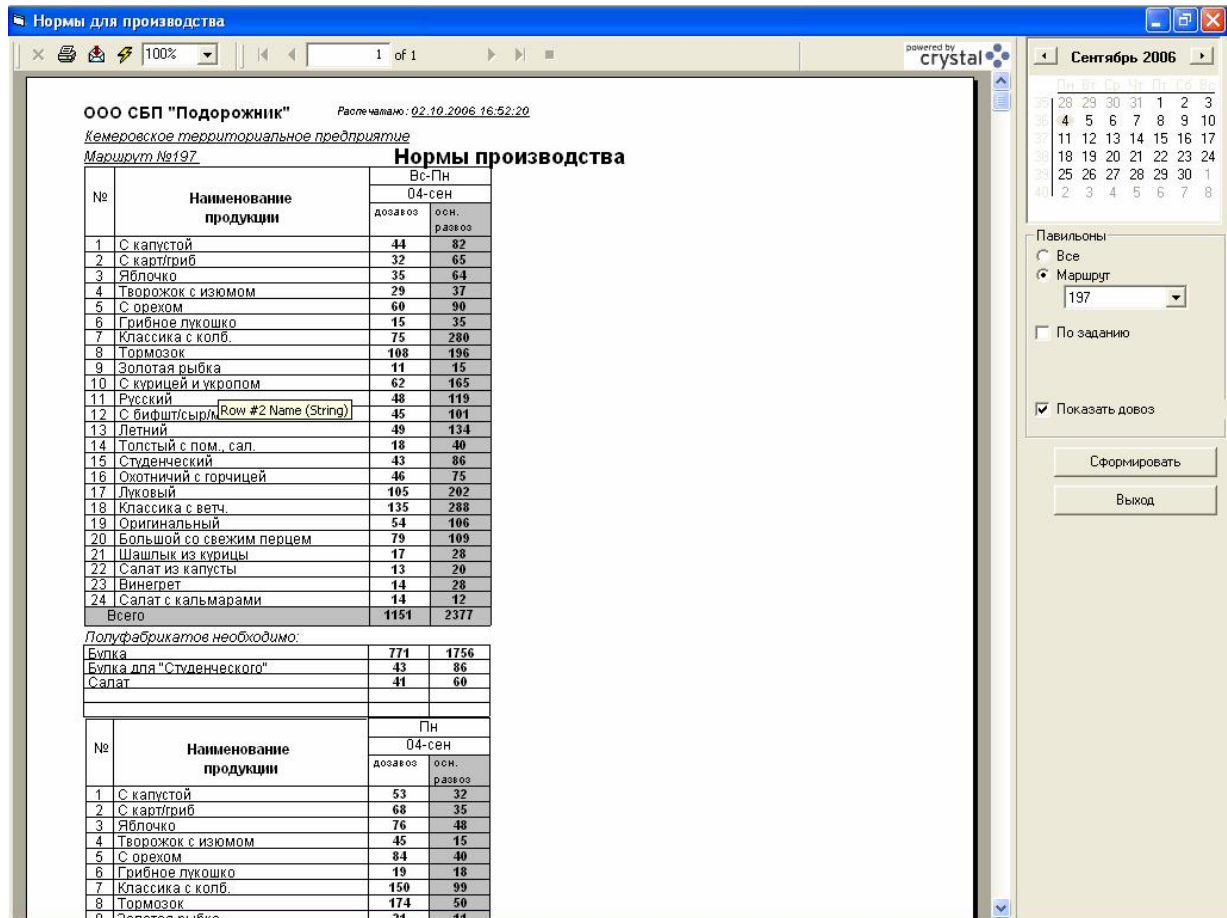 Нормы для производства
100% 1 of 1 powered by crystal
ООО СБП "Подорожник" Распечатано: 02.10.2006 16:52:20
Кемеровское территориальное предприятие
Маршрут №197 Нормы производства
№ Наименование продукции Вс-Пн
04-сен
дозавоз осн. развоз
1 С капустой 44 82
2 С карт/гриб 32 65
3 Яблочко 35 64
4 Творожок с изюмом 29 37
5 С орехом 60 90
6 Грибное лукошко 15 35
7 Классика с колб. 75 280
8 Тормозок 108 196
9 Золотая рыбка 11 15
10 С курицей и укропом 62 165
11 Русский 48 119
Row #2 Name (String)
12 С бифшт/сыр/м 45 101
13 Летний 49 134
14 Толстый с пом., сал. 18 40
15 Студенческий 43 86
16 Охотничий с горчицей 46 75
17 Луковый 105 202
18 Классика с ветч. 135 288
19 Оригинальный 54 106
20 Большой со свежим перцем 79 109
21 Шашлык из курицы 17 28
22 Салат из капусты 13 20
23 Винегрет 14 28
24 Салат с кальмарами 14 12
Всего 1151 2377
Полуфабрикатов необходимо:
Булка 771 1756
Булка для "Студенческого" 43 86
Салат 41 60
№ Наименование продукции Пн
04-сен
дозавоз осн. развоз
1 С капустой 53 32
2 С карт/гриб 68 35
3 Яблочко 76 48
4 Творожок с изюмом 45 15
5 С орехом 84 40
6 Грибное лукошко 19 18
7 Классика с колб. 150 99
8 Тормозок 174 50
9 Золотая рыбка 21 11
Сентябрь 2006
Пн Вт Ср Чт Пт Сб Вс
35 28 29 30 31 1 2 3
36 4 5 6 7 8 9 10
37 11 12 13 14 15 16 17
38 18 19 20 21 22 23 24
39 25 26 27 28 29 30 1
40 2 3 4 5 6 7 8
Павильоны
Все
Маршрут
197
По заданию
Показать довоз
Сформировать
Выход